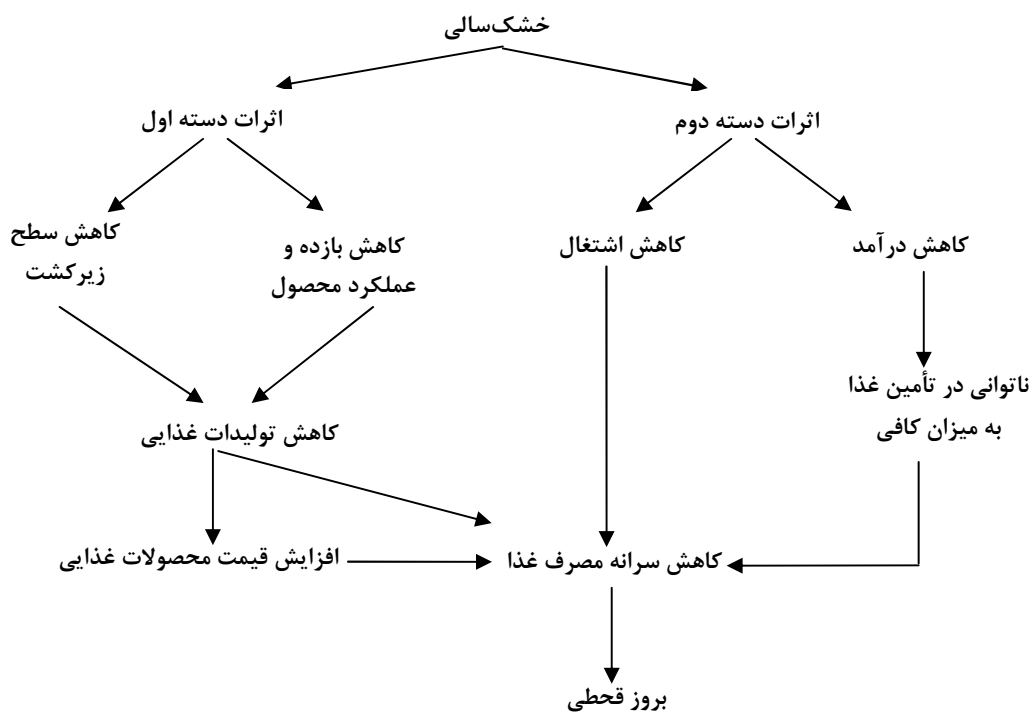 خشک‌سالی
اثرات دسته دوم
اثرات دسته اول
کاهش درآمد
کاهش اشتغال
کاهش بازده و
عملکرد محصول
کاهش سطح
زیرکشت
ناتوانی در تأمین غذا
به میزان کافی
کاهش تولیدات غذایی
کاهش سرانه مصرف غذا
افزایش قیمت محصولات غذایی
بروز قحطی